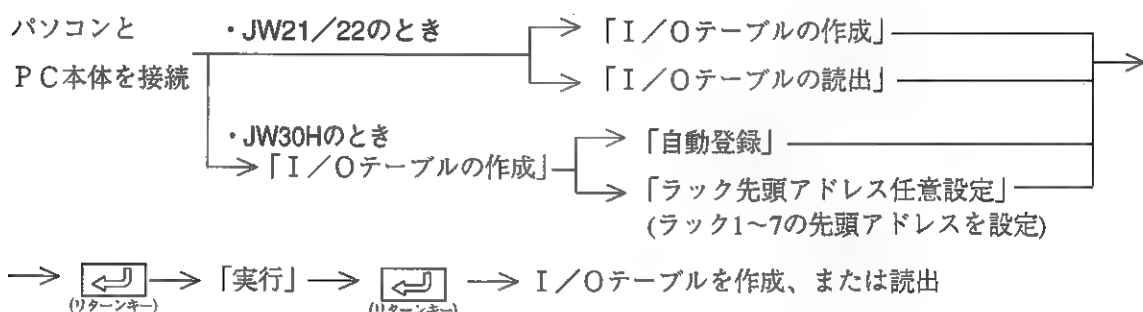 パソコンと
・JW21／22のとき
「I／Oテーブルの作成」
PC本体を接続
「I／Oテーブルの読出」
・JW30Hのとき
「I／Oテーブルの作成」
「自動登録」
「ラック先頭アドレス任意設定」
(ラック1～7の先頭アドレスを設定)
「実行」
I／Oテーブルを作成、または読出
(リターンキー)
(リターンキー)